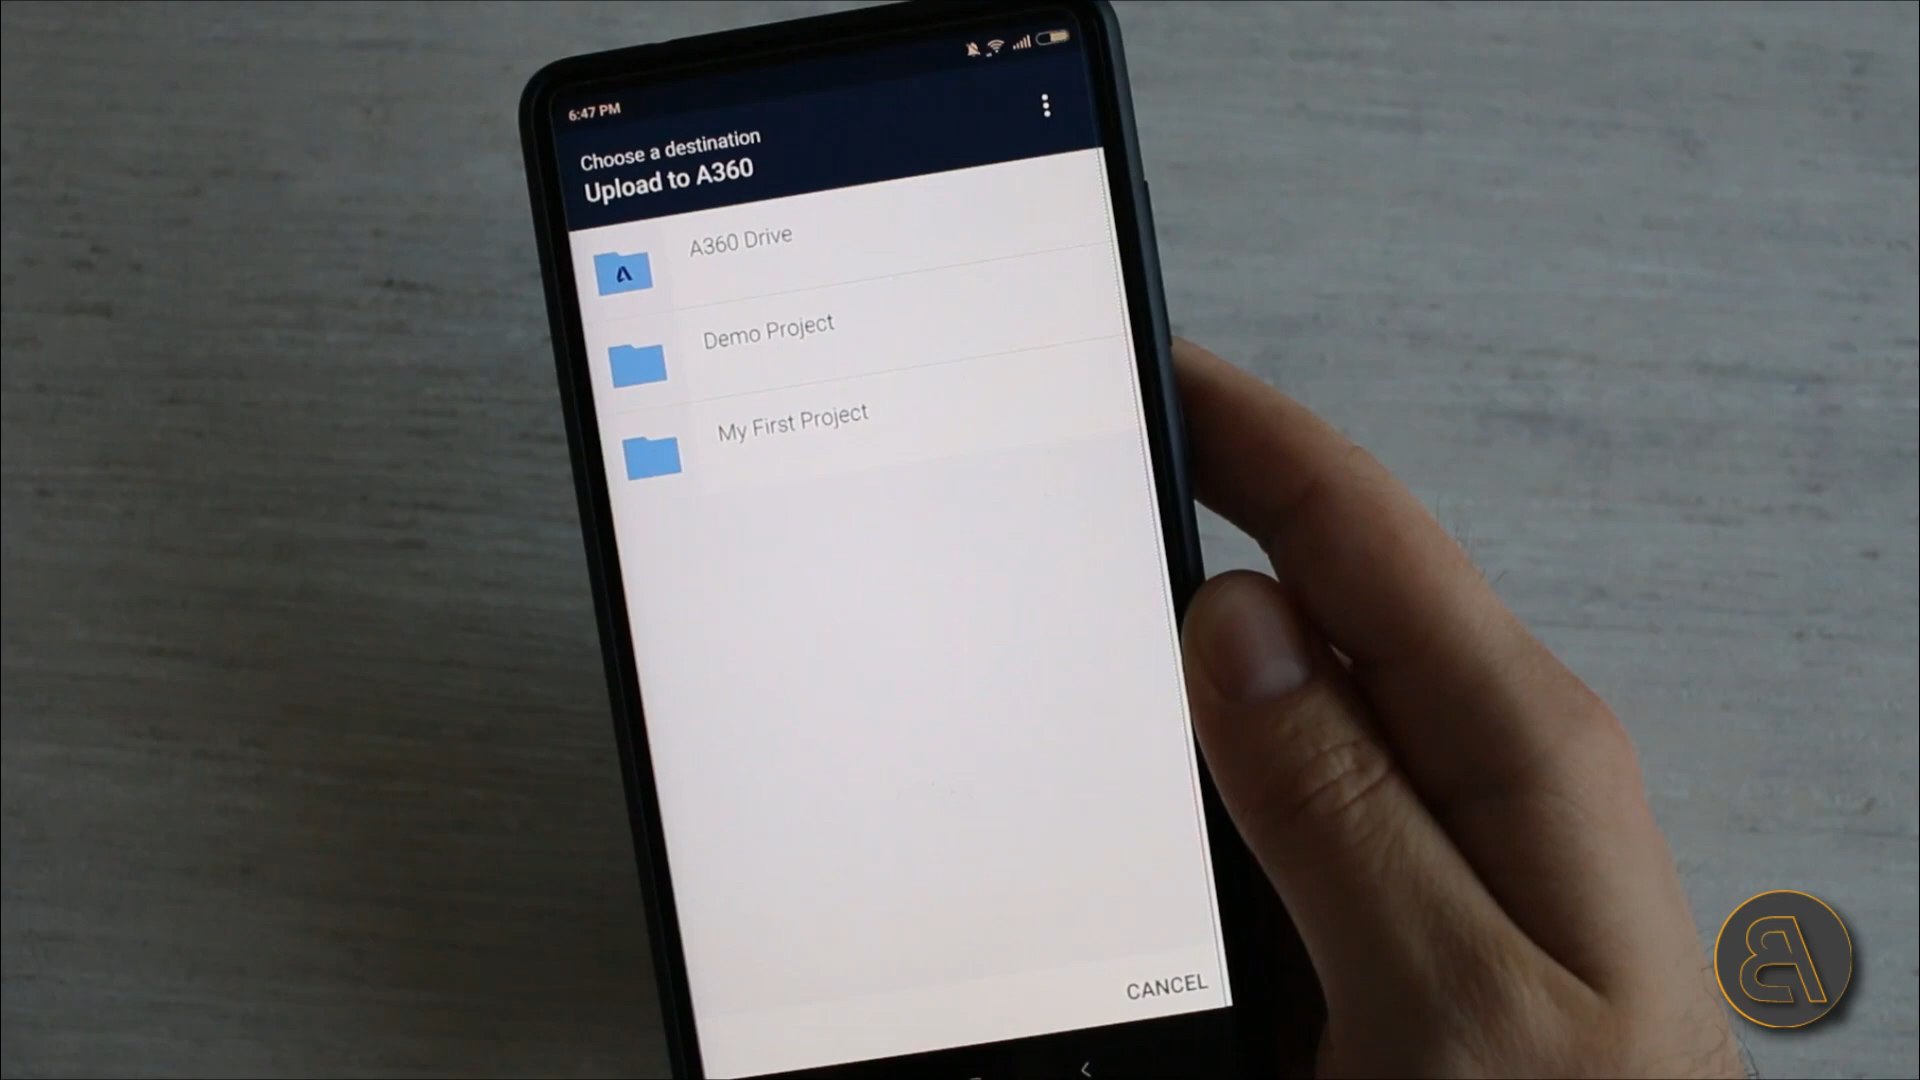 6:47 PM
Choose a destination
Upload to A360
A360 Drive
Demo Project
My First Project
CANCEL